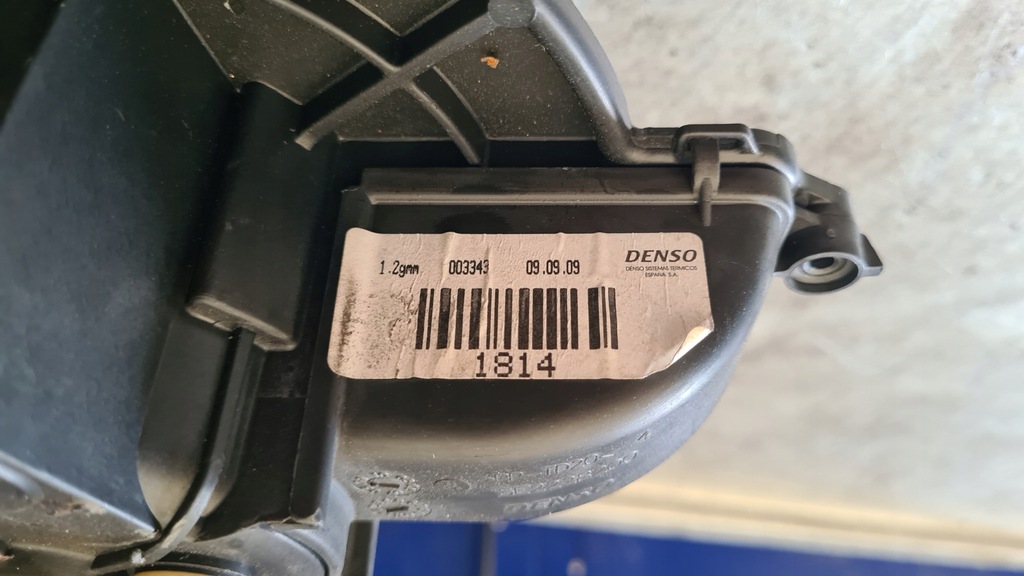 1.2gmm 003343 09.09.09 DENSO
DENSO SISTEMAS TERMICOS
ESPAÑA S.A.
1814